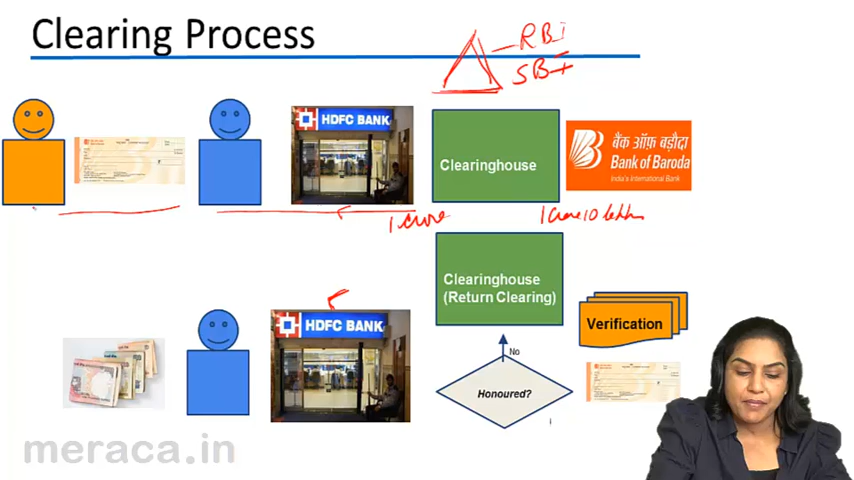 Clearing Process
RBI
SBI
HDFC BANK
Clearinghouse
बैंक ऑफ़ बड़ौदा
Bank of Baroda
India's International Bank
1 crore
1 crore 10 lakhs
Clearinghouse
(Return Clearing)
HDFC BANK
Verification
No
Honoured?
meraca.in